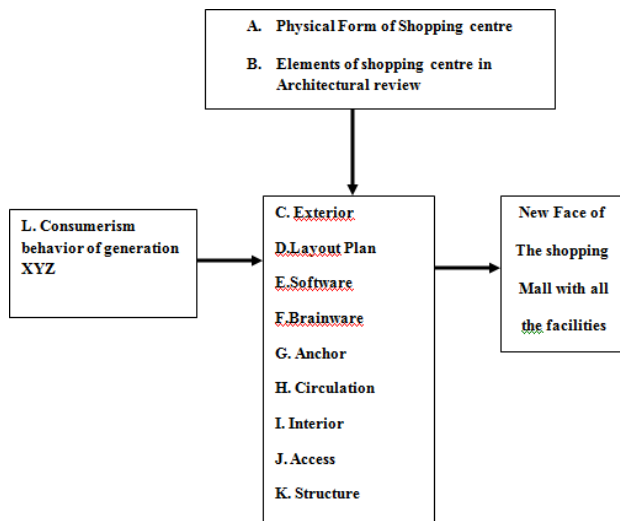 A. Physical Form of Shopping centre
B. Elements of shopping centre in
Architectural review
L. Consumerism
behavior of generation
XYZ
C. Exterior
D.Layout Plan
E.Software
F.Brainware
G. Anchor
H. Circulation
I. Interior
J. Access
K. Structure
New Face of
The shopping
Mall with all
the facilities